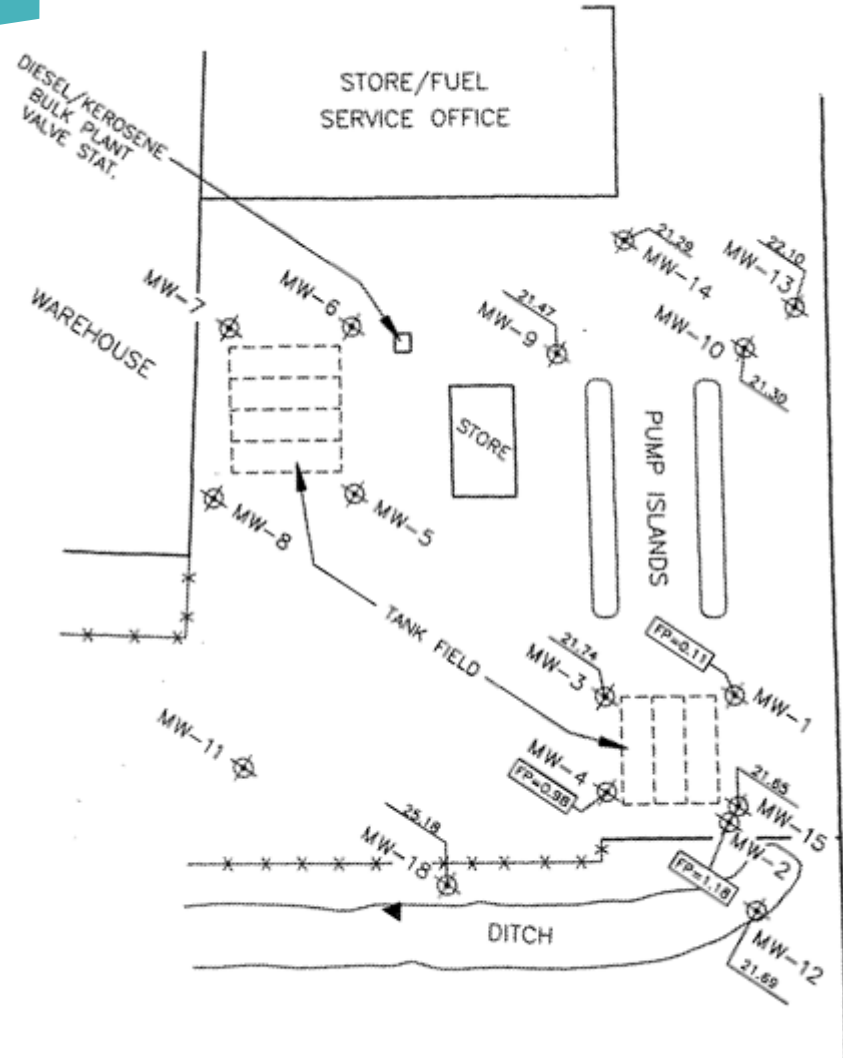 STORE/FUEL
SERVICE OFFICE
DIESEL/KEROSENE
BULK PLANT
VALVE STAT.
WAREHOUSE
MW-7
MW-6
21.47
MW-9
21.29
MW-14
22.10
MW-13
MW-10
21.30
STORE
PUMP ISLANDS
MW-8
MW-5
TANK FIELD
21.74
MW-3
FP=0.11
MW-1
MW-11
MW-4
FP=0.98
21.65
MW-15
MW-2
25.18
MW-18
FP=1.18
DITCH
MW-12
21.69